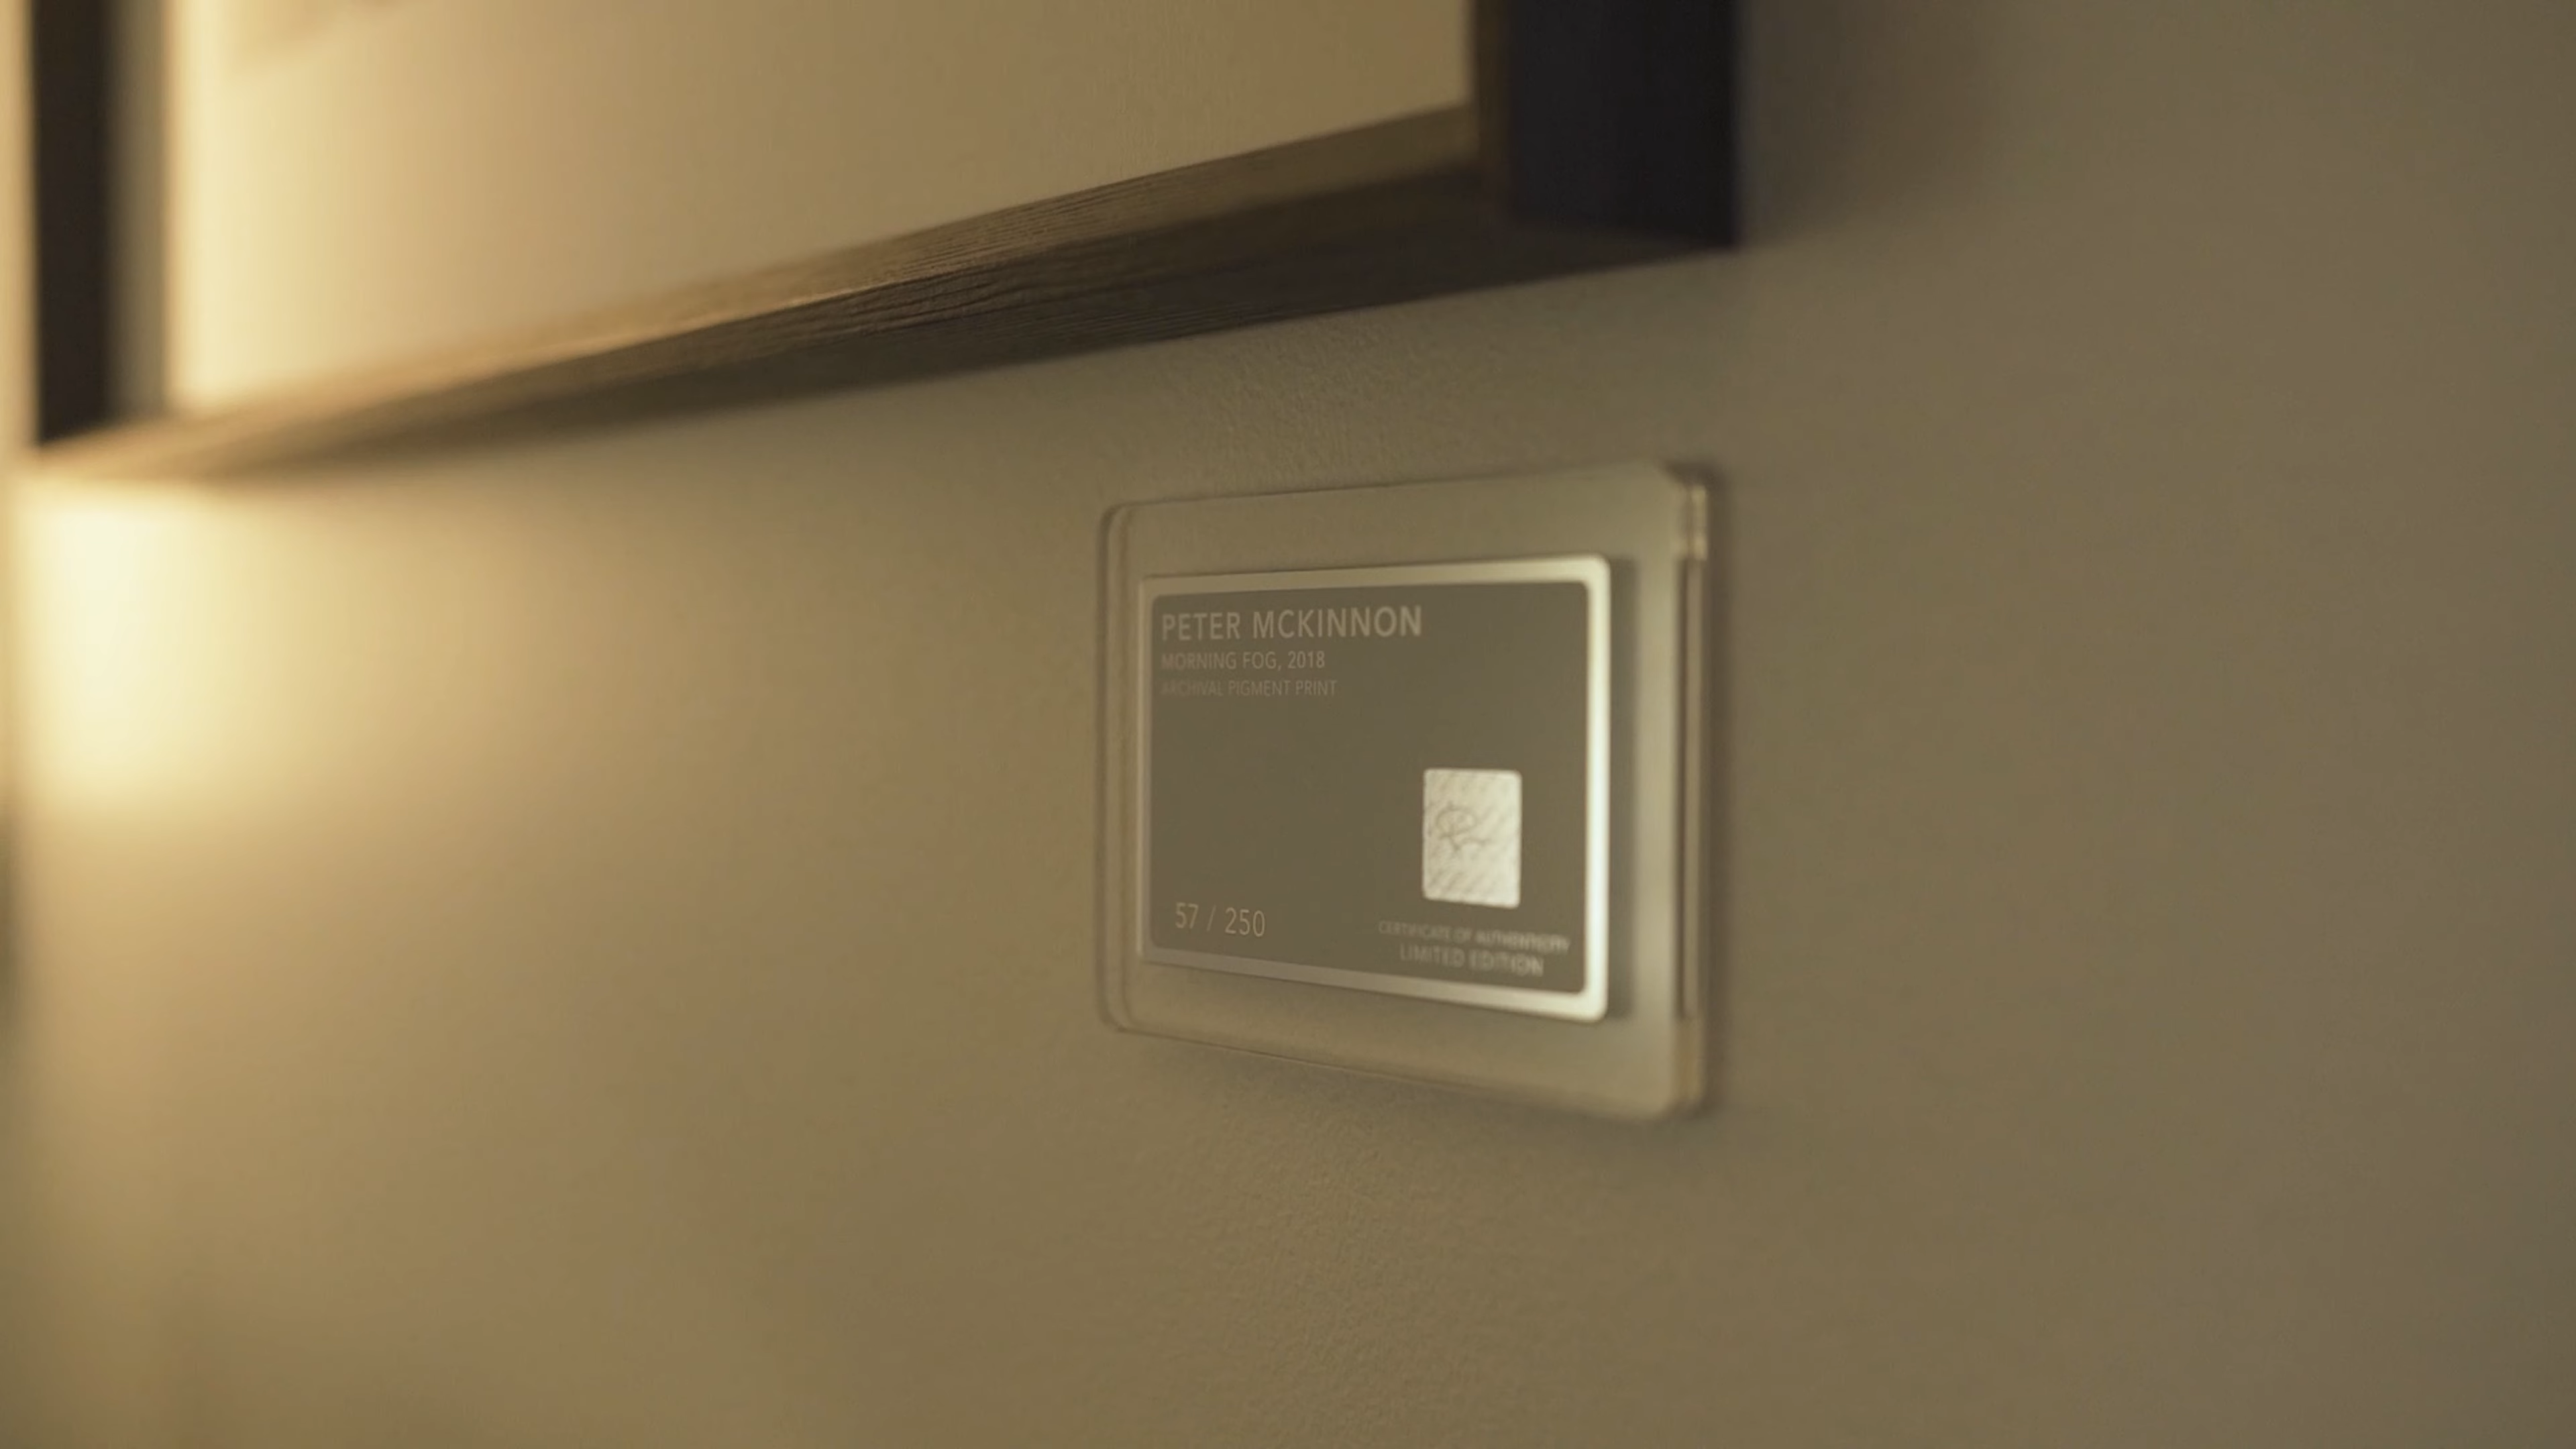 PETER MCKINNON
MORNING FOG, 2018
ARCHIVAL PIGMENT PRINT
57 / 250
CERTIFICATE OF AUTHENTICITY
LIMITED EDITION